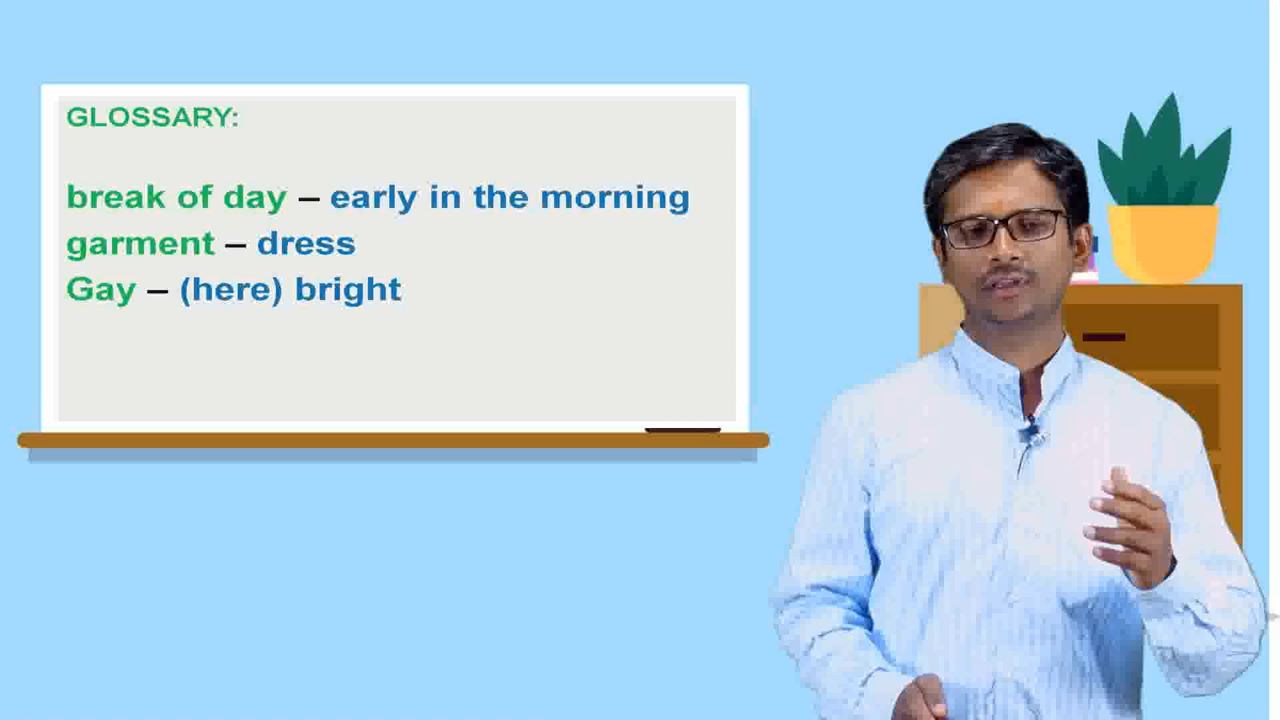 GLOSSARY:
break of day – early in the morning
garment – dress
Gay – (here) bright